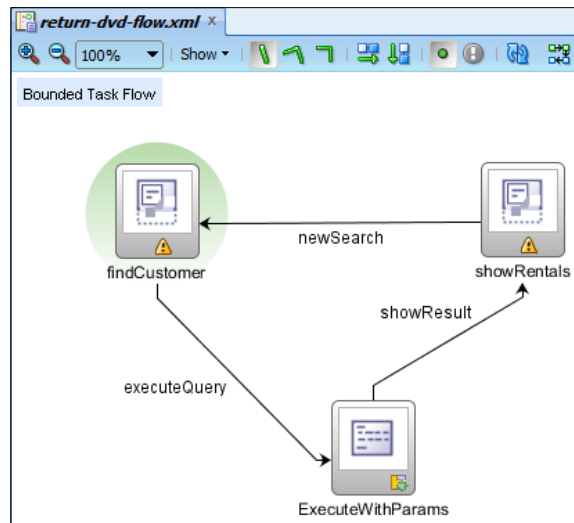 return-dvd-flow.xml x
100% Show
Bounded Task Flow
newSearch
findCustomer
showRentals
showResult
executeQuery
ExecuteWithParams